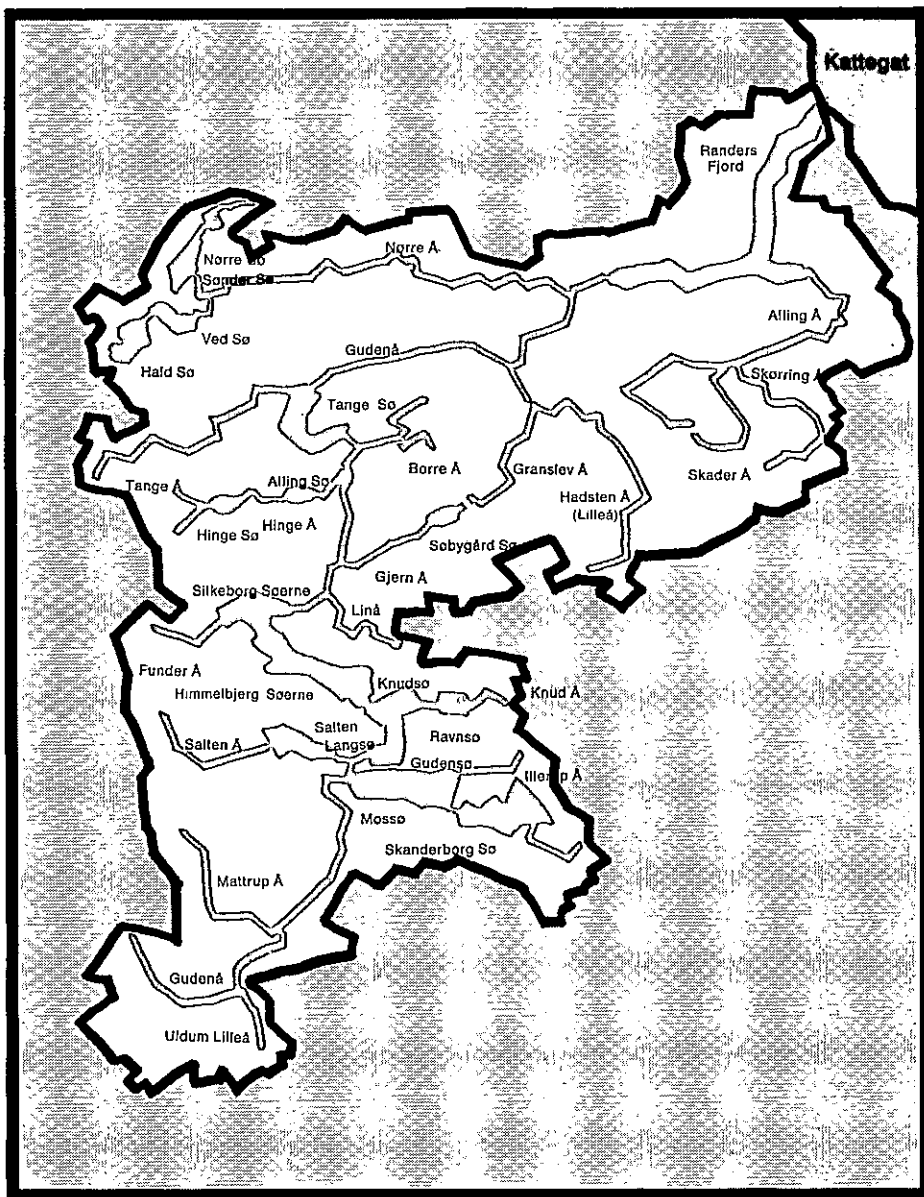 Kattegat
Randers
Fjord
Nørre Å
Nørre Sø
Sønder Sø
Alling Å
Ved Sø
Gudenå
Hald Sø
Skørring Å
Tange Sø
Borre Å
Granslev Å
Skader Å
Tange Å
Alling Sø
Hadsten Å
(Lilleå)
Hinge Sø
Hinge Å
Søbygård Sø
Gjern Å
Silkeborg Søerne
Linå
Funder Å
Knudsø
Knud Å
Himmelbjerg Søerne
Salten
Langsø
Ravnsø
Salten Å
Gudensø
Illerup Å
Mossø
Skanderborg Sø
Mattrup Å
Gudenå
Uldum Lilleå